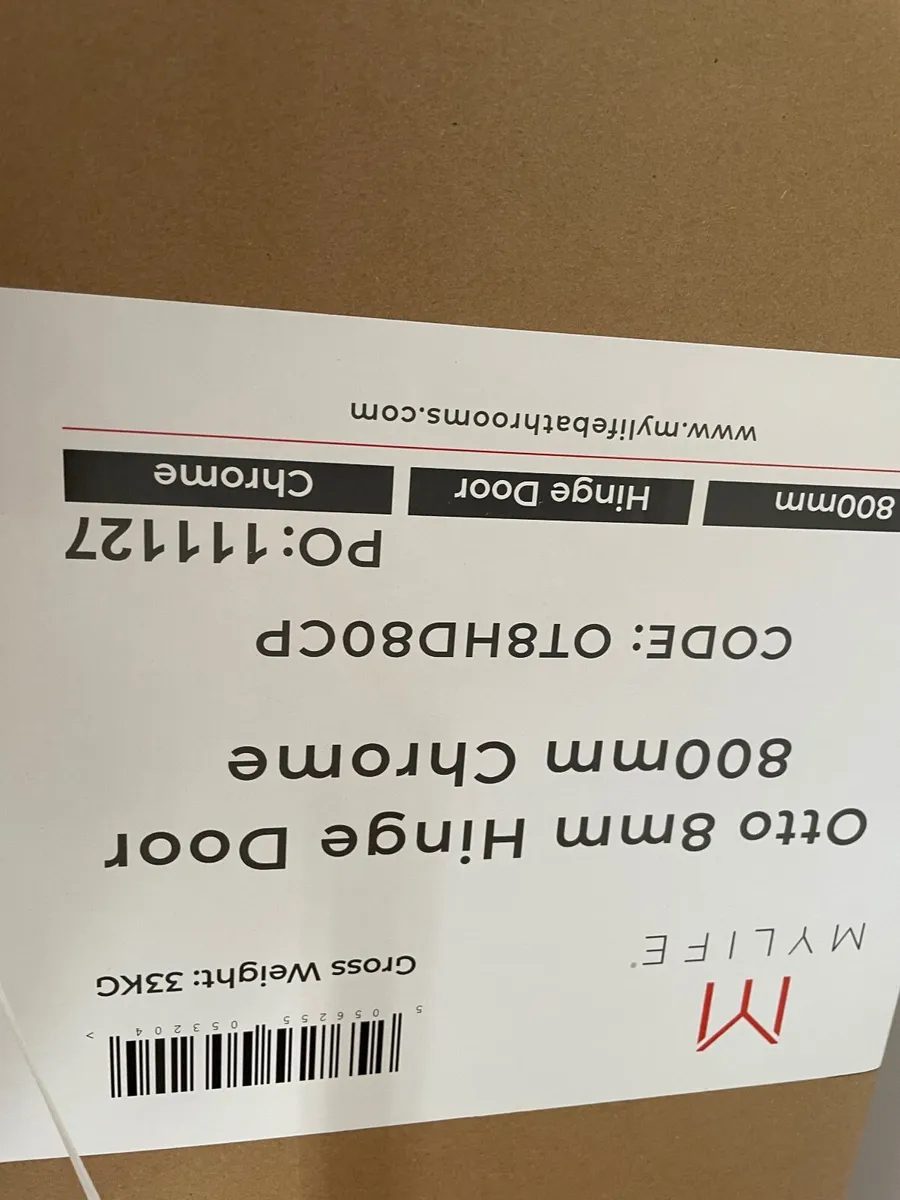 5 056255 053204 >
MYLIFE®
Gross Weight: 33KG
Otto 8mm Hinge Door
800mm Chrome
CODE: OT8HD80CP
PO:111127
800mm Hinge Door Chrome
www.mylifebathrooms.com